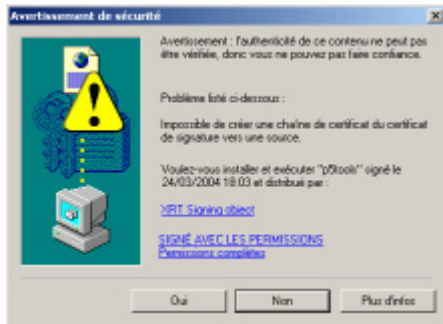 Avertissement de sécurité
Avertissement : l'authenticité de ce contenu ne peut pas
être vérifiée, donc vous ne pouvez pas faire confiance.
Problème listé ci-dessous :
Impossible de créer une chaîne de certificat du certificat
de signature vers une source.
Voulez-vous installer et exécuter "p5tools" signé le
24/03/2004 18:03 et distribué par :
XRT Signing object
SIGNÉ AVEC LES PERMISSIONS
Permissions complètes
Oui
Non
Plus d'infos